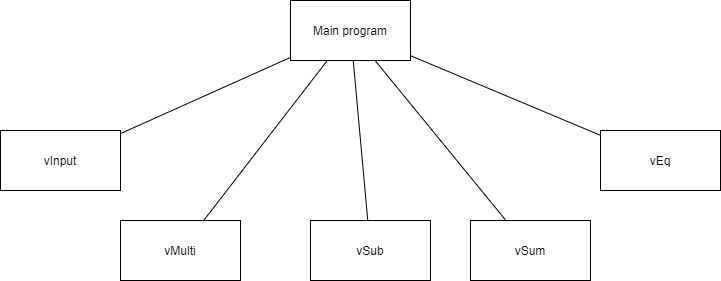 Main program
vInput
vEq
vMulti
vSub
vSum